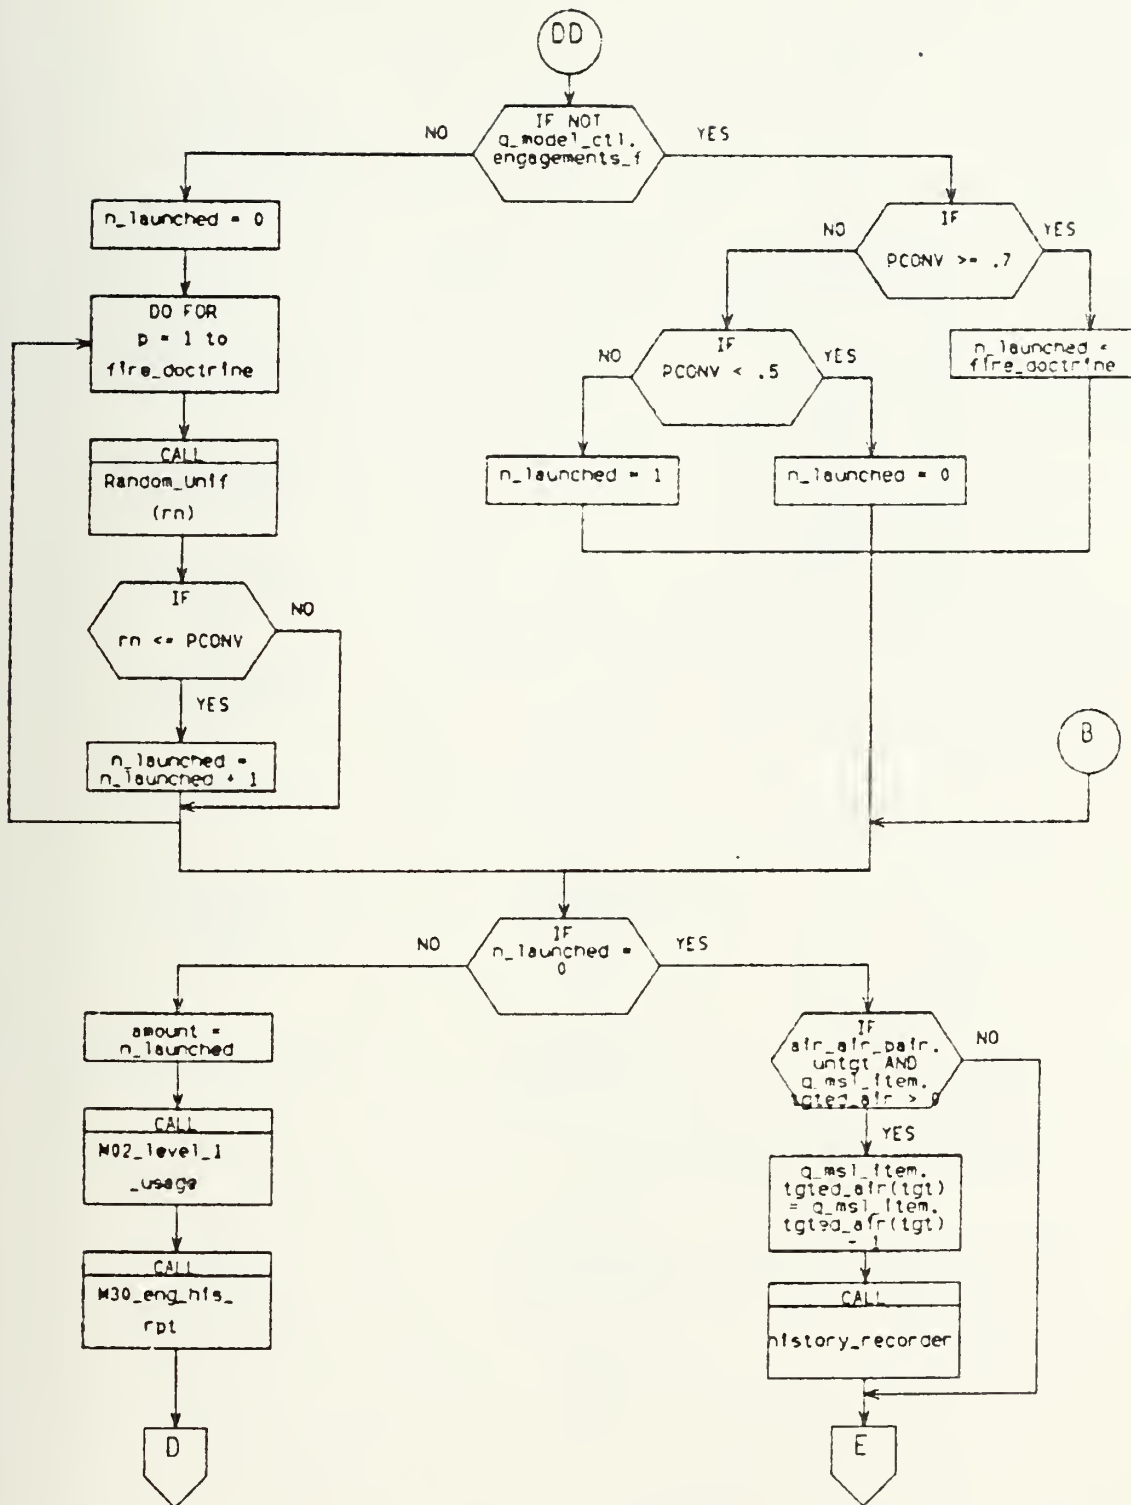 DD
IF NOT
q_model_ctl.
engagements_f
NO
YES
n_launched = 0
IF
PCONV >= .7
NO
YES
DO FOR
p = 1 to
fire_doctrine
IF
PCONV < .5
NO
YES
n_launched =
fire_doctrine
CALL
Random_Unif
(rn)
n_launched = 1
n_launched = 0
IF
rn <= PCONV
NO
YES
B
n_launched =
n_launched + 1
IF
n_launched =
0
NO
YES
amount =
n_launched
IF
air_air_pair.
untgt AND
q_msl_item.
tgted_air > 0
NO
YES
CALL
M02_level_1
_usage
q_msl_item.
tgted_air(tgt)
= q_msl_item.
tgted_air(tgt)
- 1
CALL
M30_eng_his_
rpt
CALL
history_recorder
D
E